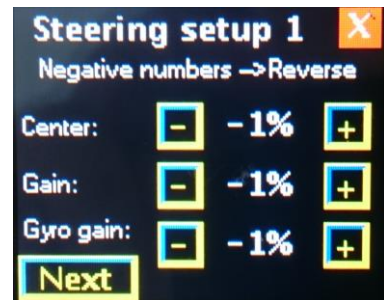 Steering setup 1 X
Negative numbers -->Reverse
Center: - -1% +
Gain: - -1% +
Gyro gain: - -1% +
Next